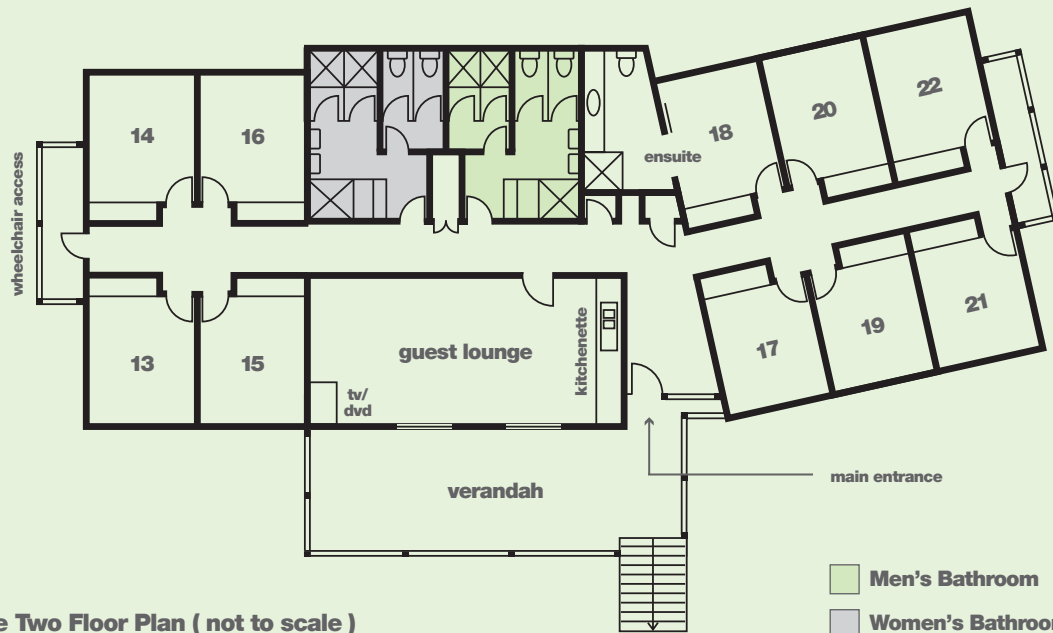 14
16
18
20
22
ensuite
wheelchair access
13
15
guest lounge
tv/
dvd
kitchenette
17
19
21
verandah
main entrance
Men's Bathroom
Two Floor Plan ( not to scale )
Women's